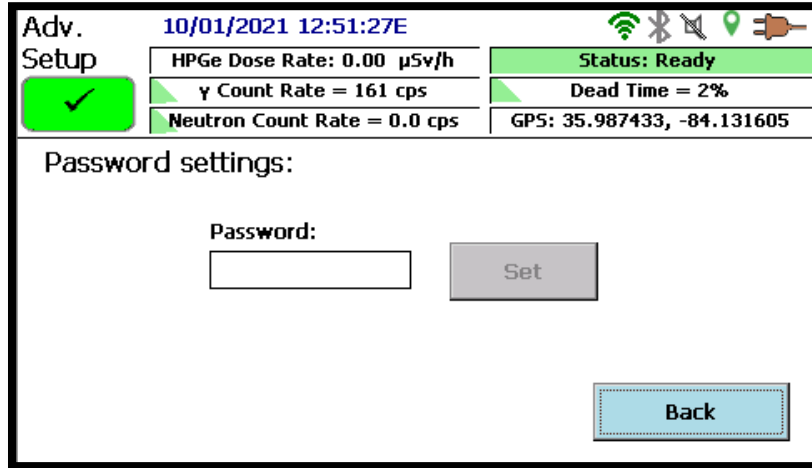 Adv. Setup
10/01/2021 12:51:27E
HPGe Dose Rate: 0.00 µSv/h
Status: Ready
γ Count Rate = 161 cps
Dead Time = 2%
Neutron Count Rate = 0.0 cps
GPS: 35.987433, -84.131605
Password settings:
Password:
Set
Back